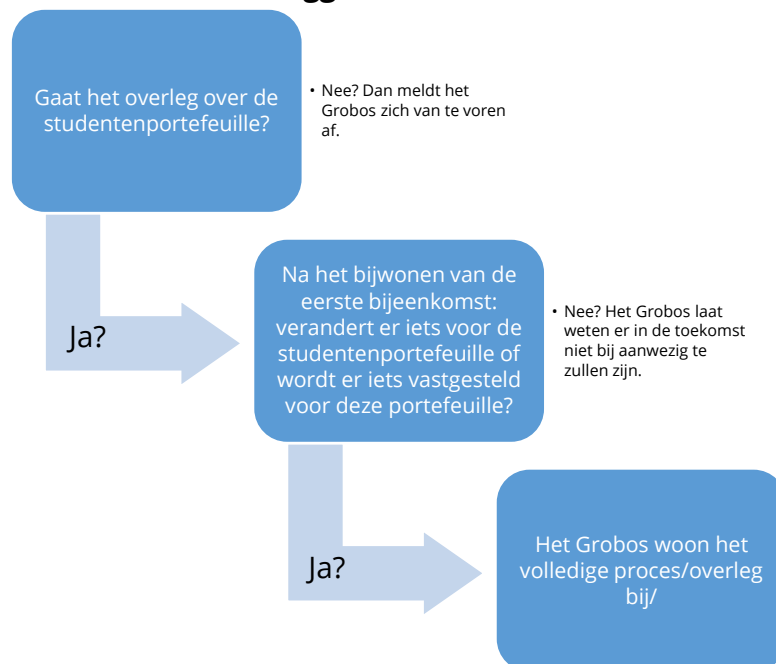 Gaat het overleg over de
studentenportefeuille?
• Nee? Dan meldt het
Grobos zich van te voren
af.
Ja?
Na het bijwonen van de
eerste bijeenkomst:
verandert er iets voor de
studentenportefeuille of
wordt er iets vastgesteld
voor deze portefeuille?
• Nee? Het Grobos laat
weten er in de toekomst
niet bij aanwezig te
zullen zijn.
Ja?
Het Grobos woon het
volledige proces/overleg
bij/